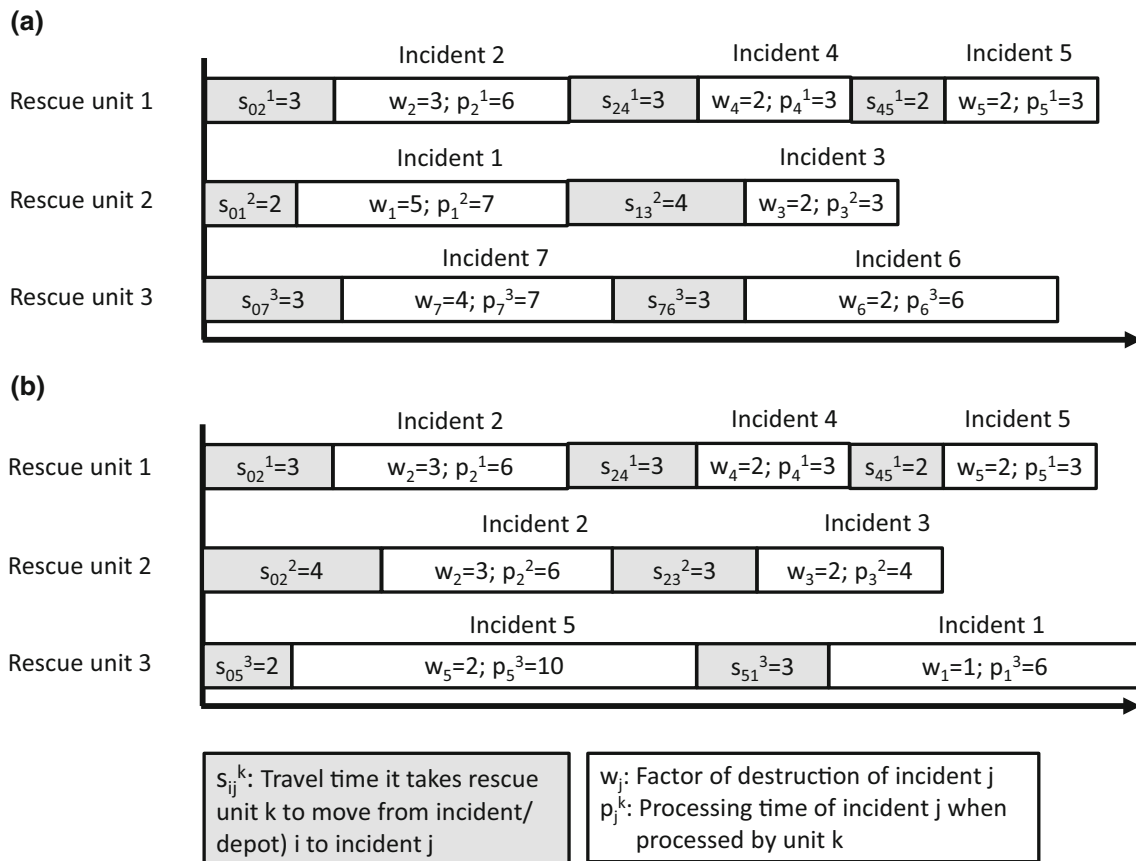 (a)
Incident 2 Incident 4 Incident 5
Rescue unit 1 s₀₂¹=3 w₂=3; p₂¹=6 s₂₄¹=3 w₄=2; p₄¹=3 s₄₅¹=2 w₅=2; p₅¹=3
Incident 1 Incident 3
Rescue unit 2 s₀₁²=2 w₁=5; p₁²=7 s₁₃²=4 w₃=2; p₃²=3
Incident 7 Incident 6
Rescue unit 3 s₀₇³=3 w₇=4; p₇³=7 s₇₆³=3 w₆=2; p₆³=6
(b)
Incident 2 Incident 4 Incident 5
Rescue unit 1 s₀₂¹=3 w₂=3; p₂¹=6 s₂₄¹=3 w₄=2; p₄¹=3 s₄₅¹=2 w₅=2; p₅¹=3
Incident 2 Incident 3
Rescue unit 2 s₀₂²=4 w₂=3; p₂²=6 s₂₃²=3 w₃=2; p₃²=4
Incident 5 Incident 1
Rescue unit 3 s₀₅³=2 w₅=2; p₅³=10 s₅₁³=3 w₁=1; p₁³=6
sᵢⱼᵏ: Travel time it takes rescue
unit k to move from incident/
depot) i to incident j
wⱼ: Factor of destruction of incident j
pⱼᵏ: Processing time of incident j when
processed by unit k